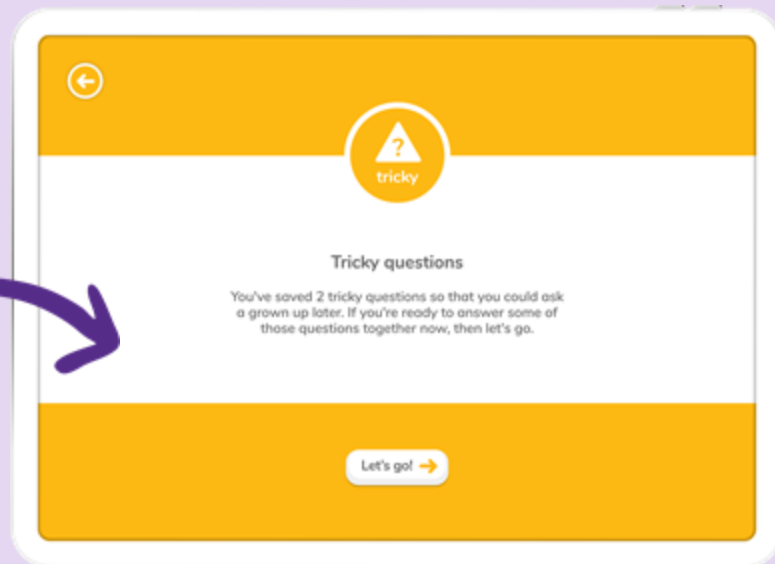 ?
tricky
Tricky questions
You've saved 2 tricky questions so that you could ask
a grown up later. If you're ready to answer some of
those questions together now, then let's go.
Let's go!